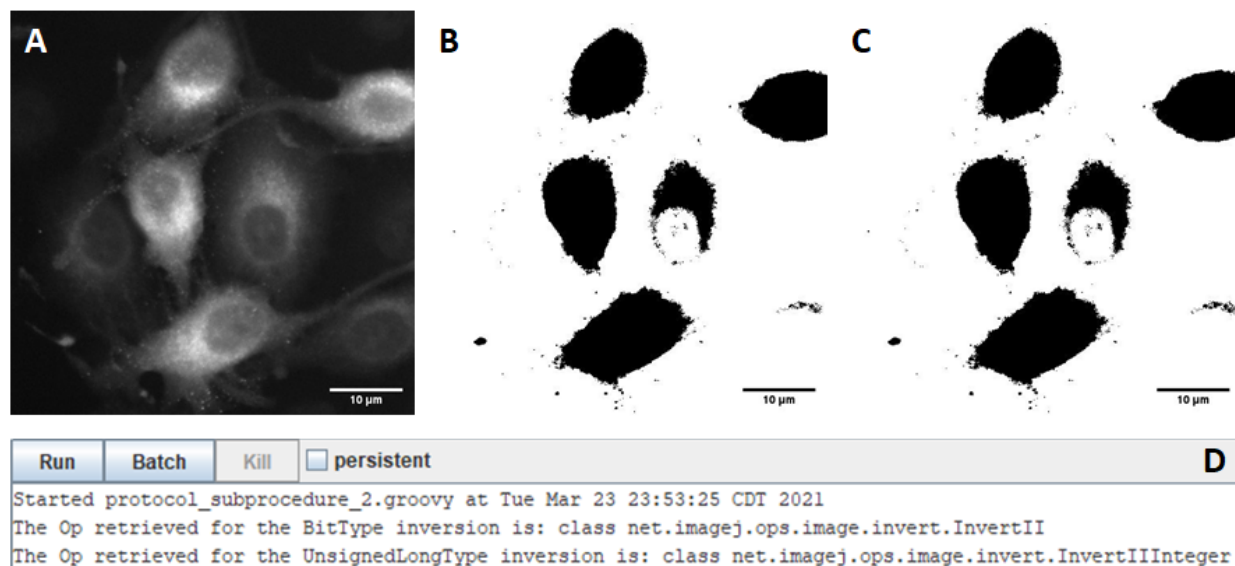 A
B
C
10 μm
10 μm
10 μm
Run Batch Kill persistent D
Started protocol_subprocedure_2.groovy at Tue Mar 23 23:53:25 CDT 2021
The Op retrieved for the BitType inversion is: class net.imagej.ops.image.invert.InvertII
The Op retrieved for the UnsignedLongType inversion is: class net.imagej.ops.image.invert.InvertIIInteger